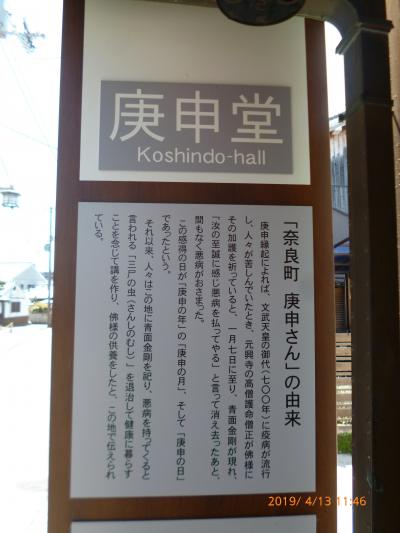 庚申堂
Koshindo-hall
「奈良町 庚申さん」の由来
庚申縁起によれば、文武天皇の御代(七〇〇年)に疫病が流行
し、人々が苦しんでいたとき、元興寺の高僧護命僧正が佛様に
その加護を祈っていると、一月七日に至り、青面金剛が現れ、
「汝の至誠に感じ悪病を払ってやる」と言って消え去ったあと、
間もなく悪病がおさまった。
この感得の日が「庚申の年」の「庚申の月」、そして「庚申の日」
であったという。
それ以来、人々はこの地に青面金剛を祀り、悪病を持ってくると
言われる「三尸の虫(さんしのむし)」を退治して健康に暮らす
ことを念じて講を作り、佛様の供養をしたと、この地で伝えられ
ている。
2019/ 4/13 11:46